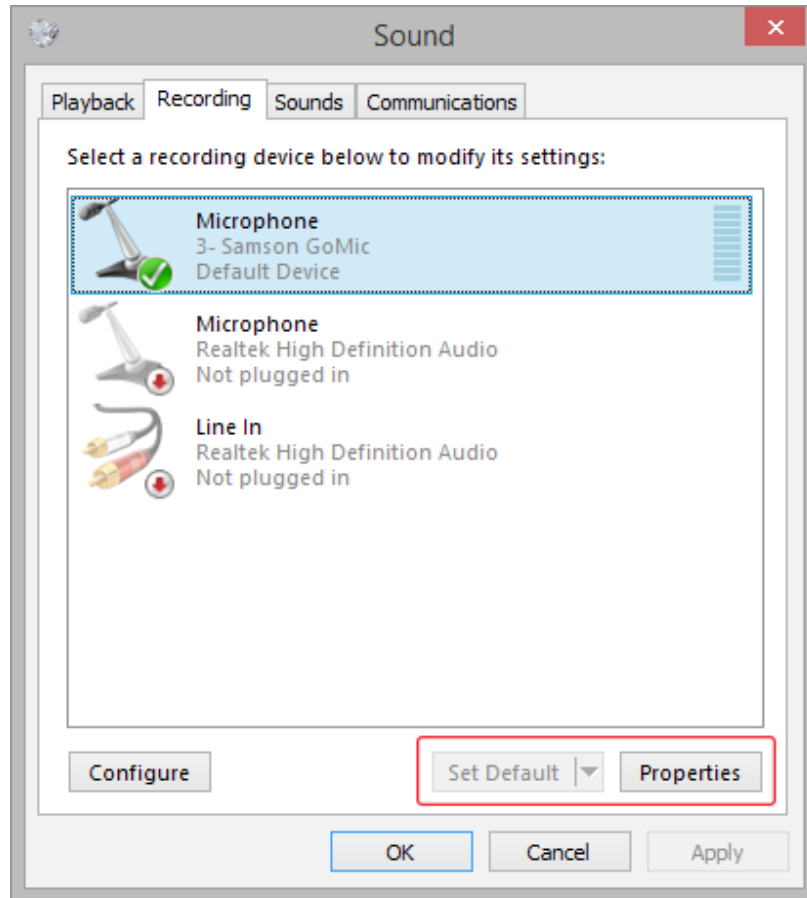 Sound
Playback Recording Sounds Communications
Select a recording device below to modify its settings:
Microphone
3- Samson GoMic
Default Device
Microphone
Realtek High Definition Audio
Not plugged in
Line In
Realtek High Definition Audio
Not plugged in
Configure Set Default Properties
OK Cancel Apply